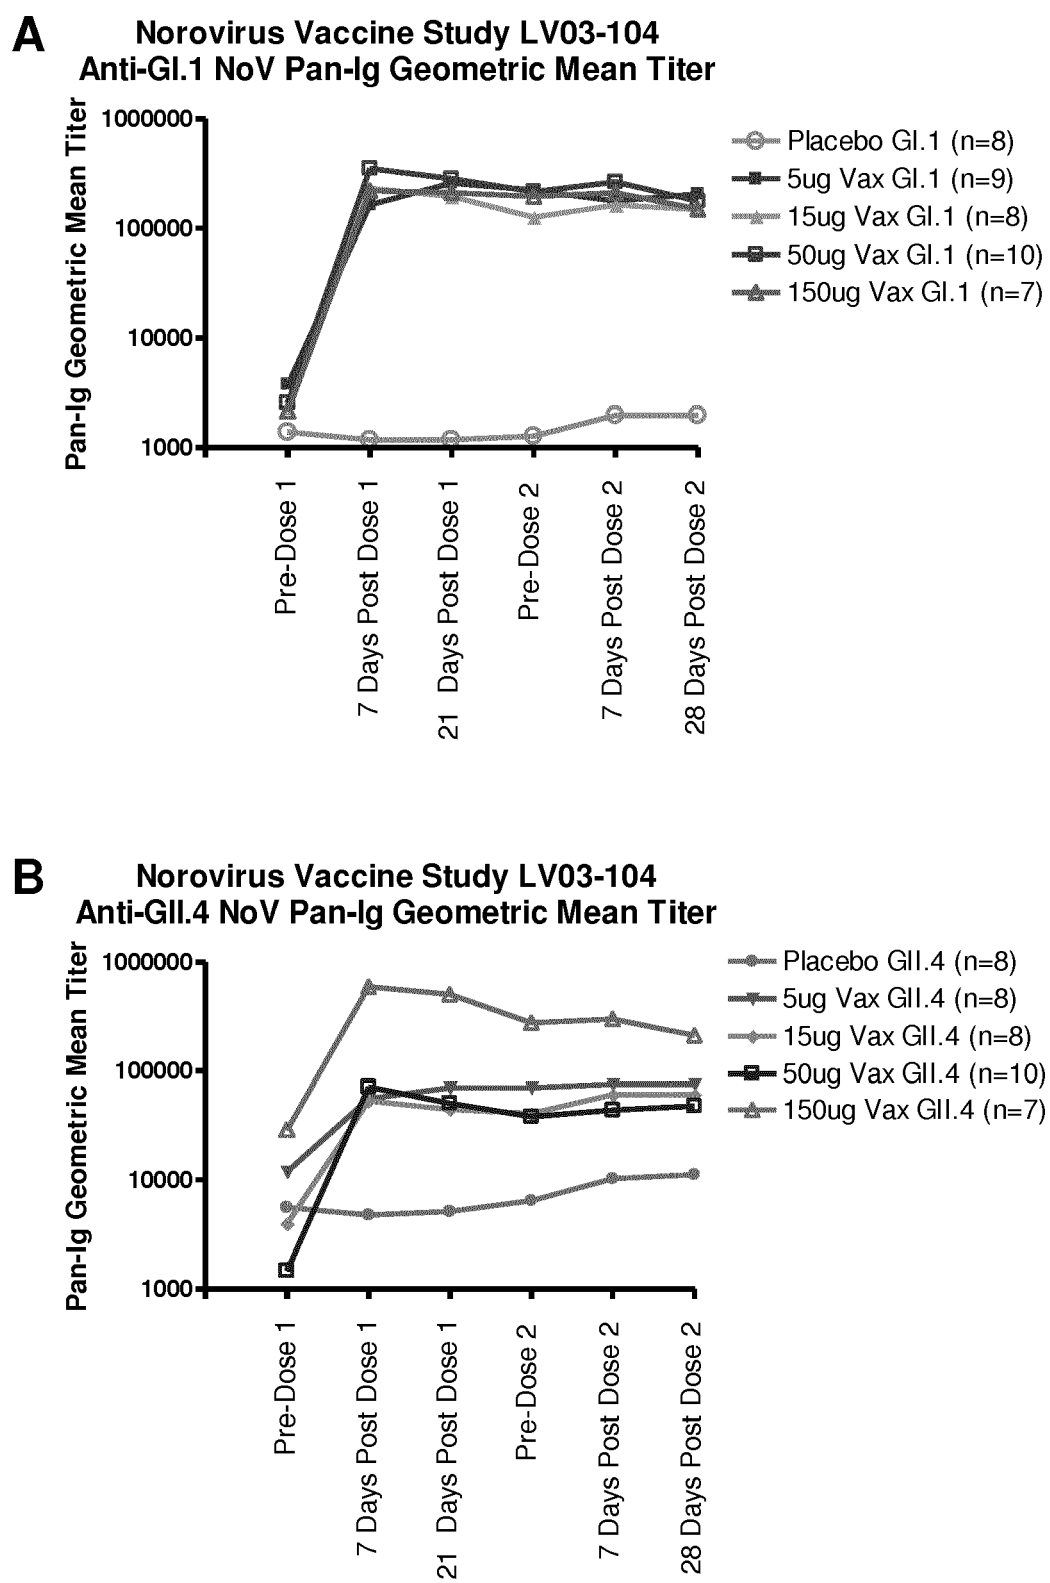 A
Norovirus Vaccine Study LV03-104
Anti-GI.1 NoV Pan-Ig Geometric Mean Titer
Pan-Ig Geometric Mean Titer
1000000
100000
10000
1000
Pre-Dose 1
7 Days Post Dose 1
21 Days Post Dose 1
Pre-Dose 2
7 Days Post Dose 2
28 Days Post Dose 2
Placebo GI.1 (n=8)
5ug Vax GI.1 (n=9)
15ug Vax GI.1 (n=8)
50ug Vax GI.1 (n=10)
150ug Vax GI.1 (n=7)
B
Norovirus Vaccine Study LV03-104
Anti-GII.4 NoV Pan-Ig Geometric Mean Titer
Pan-Ig Geometric Mean Titer
1000000
100000
10000
1000
Pre-Dose 1
7 Days Post Dose 1
21 Days Post Dose 1
Pre-Dose 2
7 Days Post Dose 2
28 Days Post Dose 2
Placebo GII.4 (n=8)
5ug Vax GII.4 (n=8)
15ug Vax GII.4 (n=8)
50ug Vax GII.4 (n=10)
150ug Vax GII.4 (n=7)